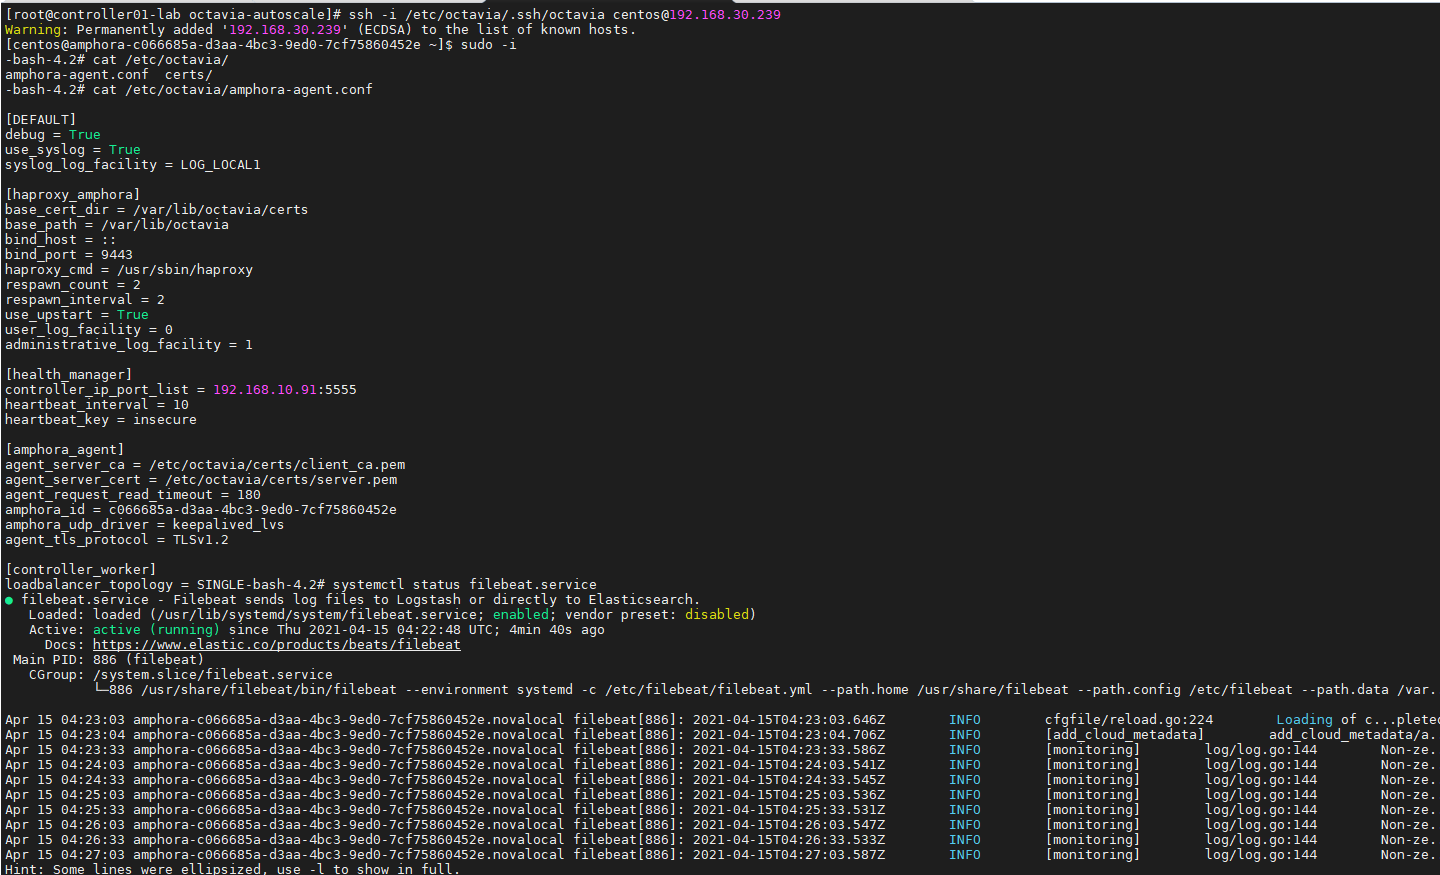 [root@controller01-lab octavia-autoscale]# ssh -i /etc/octavia/.ssh/octavia centos@192.168.30.239
Warning: Permanently added '192.168.30.239' (ECDSA) to the list of known hosts.
[centos@amphora-c066685a-d3aa-4bc3-9ed0-7cf75860452e ~]$ sudo -i
-bash-4.2# cat /etc/octavia/
amphora-agent.conf  certs/
-bash-4.2# cat /etc/octavia/amphora-agent.conf
[DEFAULT]
debug = True
use_syslog = True
syslog_log_facility = LOG_LOCAL1
[haproxy_amphora]
base_cert_dir = /var/lib/octavia/certs
base_path = /var/lib/octavia
bind_host = ::
bind_port = 9443
haproxy_cmd = /usr/sbin/haproxy
respawn_count = 2
respawn_interval = 2
use_upstart = True
user_log_facility = 0
administrative_log_facility = 1
[health_manager]
controller_ip_port_list = 192.168.10.91:5555
heartbeat_interval = 10
heartbeat_key = insecure
[amphora_agent]
agent_server_ca = /etc/octavia/certs/client_ca.pem
agent_server_cert = /etc/octavia/certs/server.pem
agent_request_read_timeout = 180
amphora_id = c066685a-d3aa-4bc3-9ed0-7cf75860452e
amphora_udp_driver = keepalived_lvs
agent_tls_protocol = TLSv1.2
[controller_worker]
loadbalancer_topology = SINGLE-bash-4.2# systemctl status filebeat.service
● filebeat.service - Filebeat sends log files to Logstash or directly to Elasticsearch.
   Loaded: loaded (/usr/lib/systemd/system/filebeat.service; enabled; vendor preset: disabled)
   Active: active (running) since Thu 2021-04-15 04:22:48 UTC; 4min 40s ago
     Docs: https://www.elastic.co/products/beats/filebeat
 Main PID: 886 (filebeat)
   CGroup: /system.slice/filebeat.service
           └─886 /usr/share/filebeat/bin/filebeat --environment systemd -c /etc/filebeat/filebeat.yml --path.home /usr/share/filebeat --path.config /etc/filebeat --path.data /var.
Apr 15 04:23:03 amphora-c066685a-d3aa-4bc3-9ed0-7cf75860452e.novalocal filebeat[886]: 2021-04-15T04:23:03.646Z        INFO        cfgfile/reload.go:224        Loading of c...pleted
Apr 15 04:23:04 amphora-c066685a-d3aa-4bc3-9ed0-7cf75860452e.novalocal filebeat[886]: 2021-04-15T04:23:04.706Z        INFO        [add_cloud_metadata]        add_cloud_metadata/a.
Apr 15 04:23:33 amphora-c066685a-d3aa-4bc3-9ed0-7cf75860452e.novalocal filebeat[886]: 2021-04-15T04:23:33.586Z        INFO        [monitoring]        log/log.go:144        Non-ze.
Apr 15 04:24:03 amphora-c066685a-d3aa-4bc3-9ed0-7cf75860452e.novalocal filebeat[886]: 2021-04-15T04:24:03.541Z        INFO        [monitoring]        log/log.go:144        Non-ze.
Apr 15 04:24:33 amphora-c066685a-d3aa-4bc3-9ed0-7cf75860452e.novalocal filebeat[886]: 2021-04-15T04:24:33.545Z        INFO        [monitoring]        log/log.go:144        Non-ze.
Apr 15 04:25:03 amphora-c066685a-d3aa-4bc3-9ed0-7cf75860452e.novalocal filebeat[886]: 2021-04-15T04:25:03.536Z        INFO        [monitoring]        log/log.go:144        Non-ze.
Apr 15 04:25:33 amphora-c066685a-d3aa-4bc3-9ed0-7cf75860452e.novalocal filebeat[886]: 2021-04-15T04:25:33.531Z        INFO        [monitoring]        log/log.go:144        Non-ze.
Apr 15 04:26:03 amphora-c066685a-d3aa-4bc3-9ed0-7cf75860452e.novalocal filebeat[886]: 2021-04-15T04:26:03.547Z        INFO        [monitoring]        log/log.go:144        Non-ze.
Apr 15 04:26:33 amphora-c066685a-d3aa-4bc3-9ed0-7cf75860452e.novalocal filebeat[886]: 2021-04-15T04:26:33.533Z        INFO        [monitoring]        log/log.go:144        Non-ze.
Apr 15 04:27:03 amphora-c066685a-d3aa-4bc3-9ed0-7cf75860452e.novalocal filebeat[886]: 2021-04-15T04:27:03.587Z        INFO        [monitoring]        log/log.go:144        Non-ze.
Hint: Some lines were ellipsized, use -l to show in full.